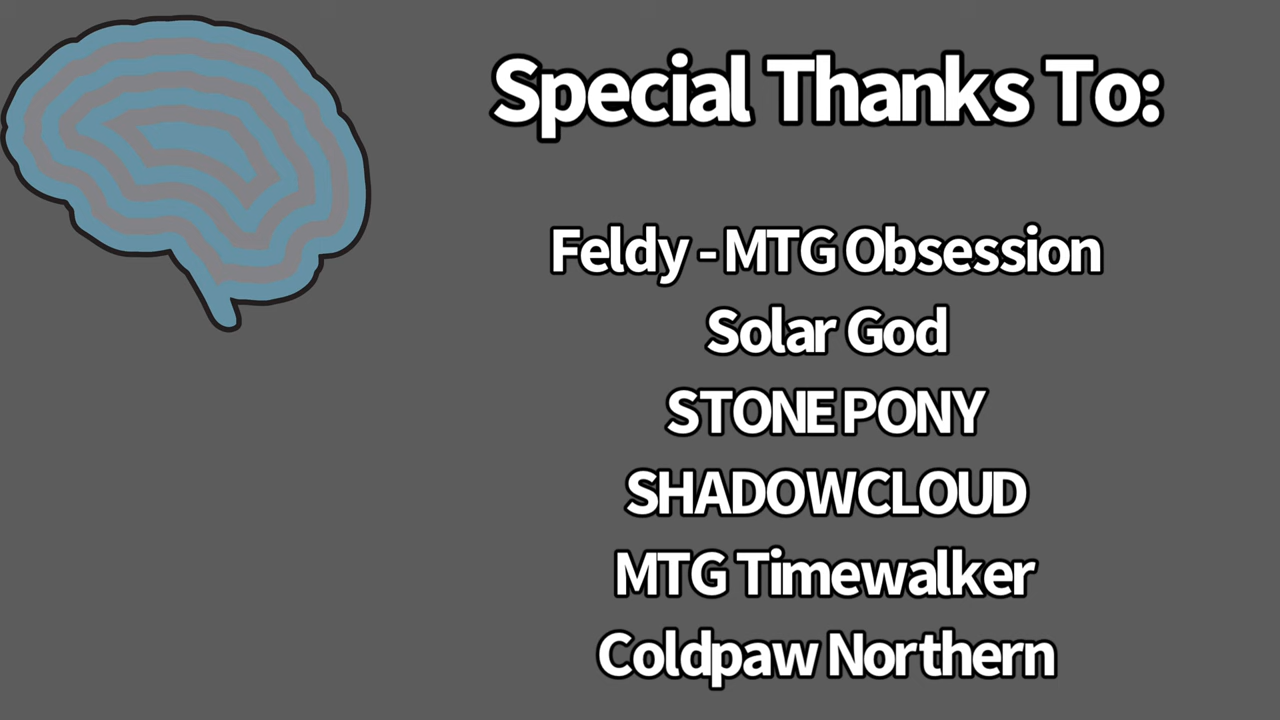 Special Thanks To:
Feldy - MTG Obsession
Solar God
STONE PONY
SHADOWCLOUD
MTG Timewalker
Coldpaw Northern